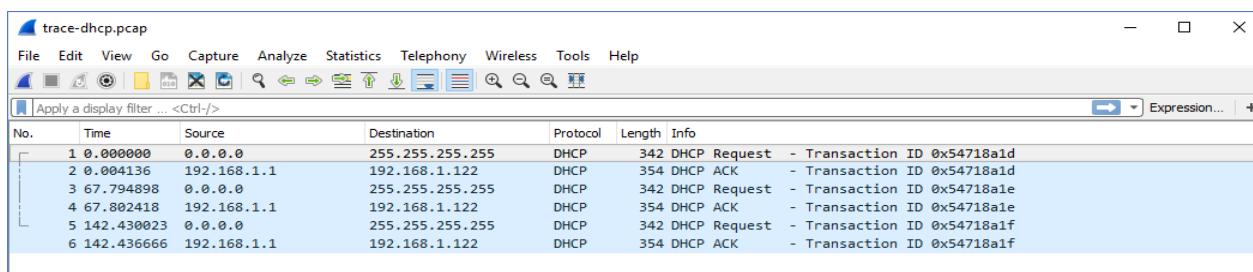 trace-dhcp.pcap
File Edit View Go Capture Analyze Statistics Telephony Wireless Tools Help
Apply a display filter ... <Ctrl-/> Expression... +
No. Time Source Destination Protocol Length Info
1 0.000000 0.0.0.0 255.255.255.255 DHCP 342 DHCP Request - Transaction ID 0x54718a1d
2 0.004136 192.168.1.1 192.168.1.122 DHCP 354 DHCP ACK - Transaction ID 0x54718a1d
3 67.794898 0.0.0.0 255.255.255.255 DHCP 342 DHCP Request - Transaction ID 0x54718a1e
4 67.802418 192.168.1.1 192.168.1.122 DHCP 354 DHCP ACK - Transaction ID 0x54718a1e
5 142.430023 0.0.0.0 255.255.255.255 DHCP 342 DHCP Request - Transaction ID 0x54718a1f
6 142.436666 192.168.1.1 192.168.1.122 DHCP 354 DHCP ACK - Transaction ID 0x54718a1f